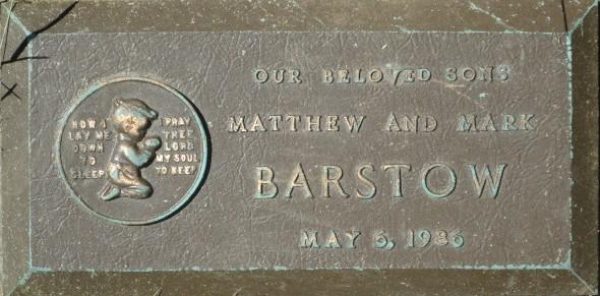 OUR BELOVED SONS
MATTHEW AND MARK
BARSTOW
MAY 6, 1986
NOW I
LAY ME
DOWN
TO
SLEEP
PRAY
THEE
LORD
MY SOUL
TO KEEP